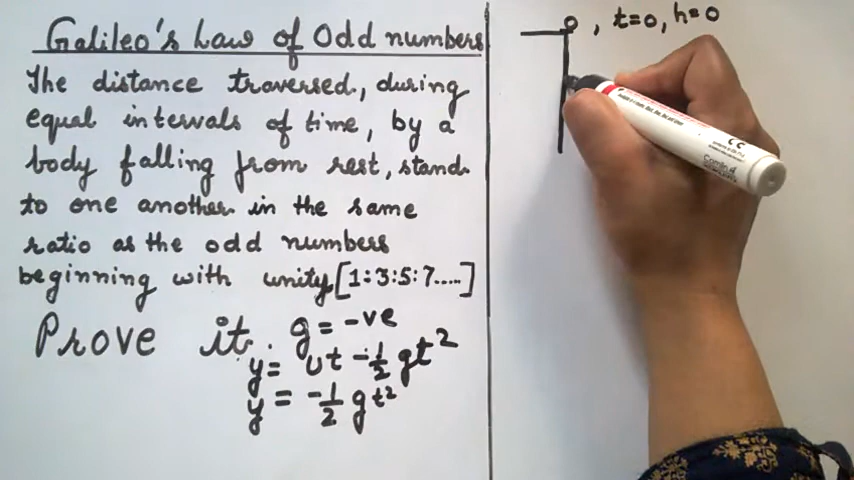 Galileo's Law of Odd numbers
The distance traversed, during
equal intervals of time, by a
body falling from rest, stand
to one another in the same
ratio as the odd numbers
beginning with unity [1:3:5:7.....]
Prove it. g = -ve
y = ut - 1/2 gt²
y = -1/2 gt²
0, t=0, h=0